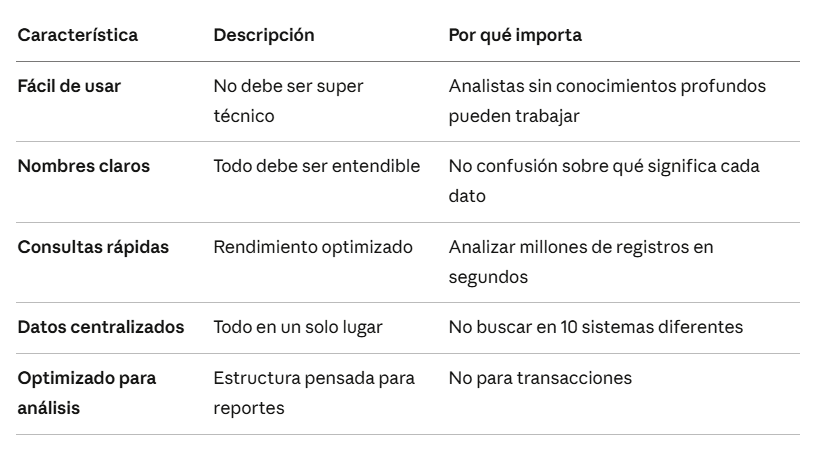 Característica Descripción Por qué importa
Fácil de usar No debe ser super Analistas sin conocimientos profundos
técnico pueden trabajar
Nombres claros Todo debe ser entendible No confusión sobre qué significa cada
dato
Consultas rápidas Rendimiento optimizado Analizar millones de registros en
segundos
Datos centralizados Todo en un solo lugar No buscar en 10 sistemas diferentes
Optimizado para Estructura pensada para No para transacciones
análisis reportes